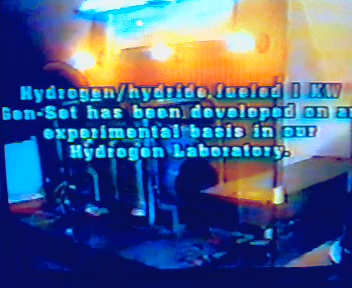 Hydrogen/hydride fueled 1 KW
Gen-Set has been developed on an
experimental basis in our
Hydrogen Laboratory.